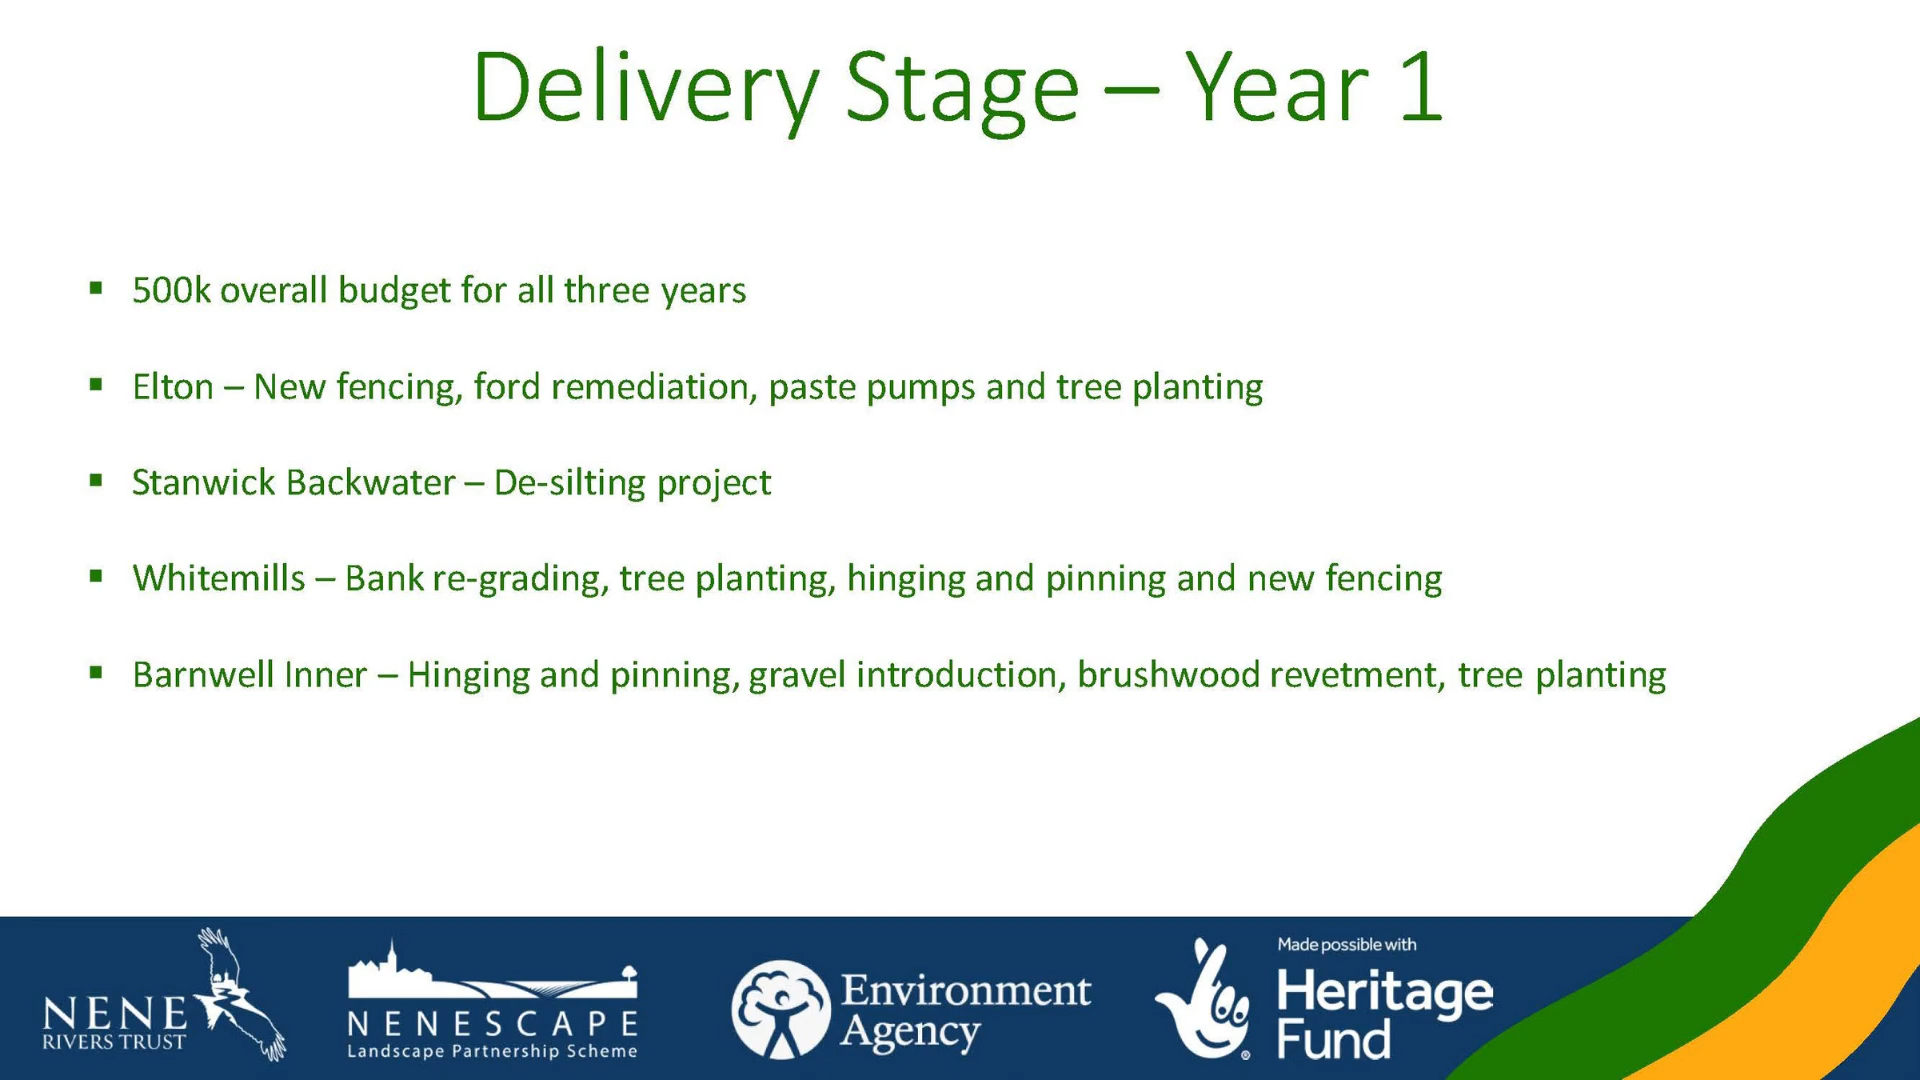 Delivery Stage – Year 1
▪ 500k overall budget for all three years
▪ Elton – New fencing, ford remediation, paste pumps and tree planting
▪ Stanwick Backwater – De-silting project
▪ Whitemills – Bank re-grading, tree planting, hinging and pinning and new fencing
▪ Barnwell Inner – Hinging and pinning, gravel introduction, brushwood revetment, tree planting
NENE
RIVERS TRUST
NENESCAPE
Landscape Partnership Scheme
Environment
Agency
Made possible with
Heritage
Fund